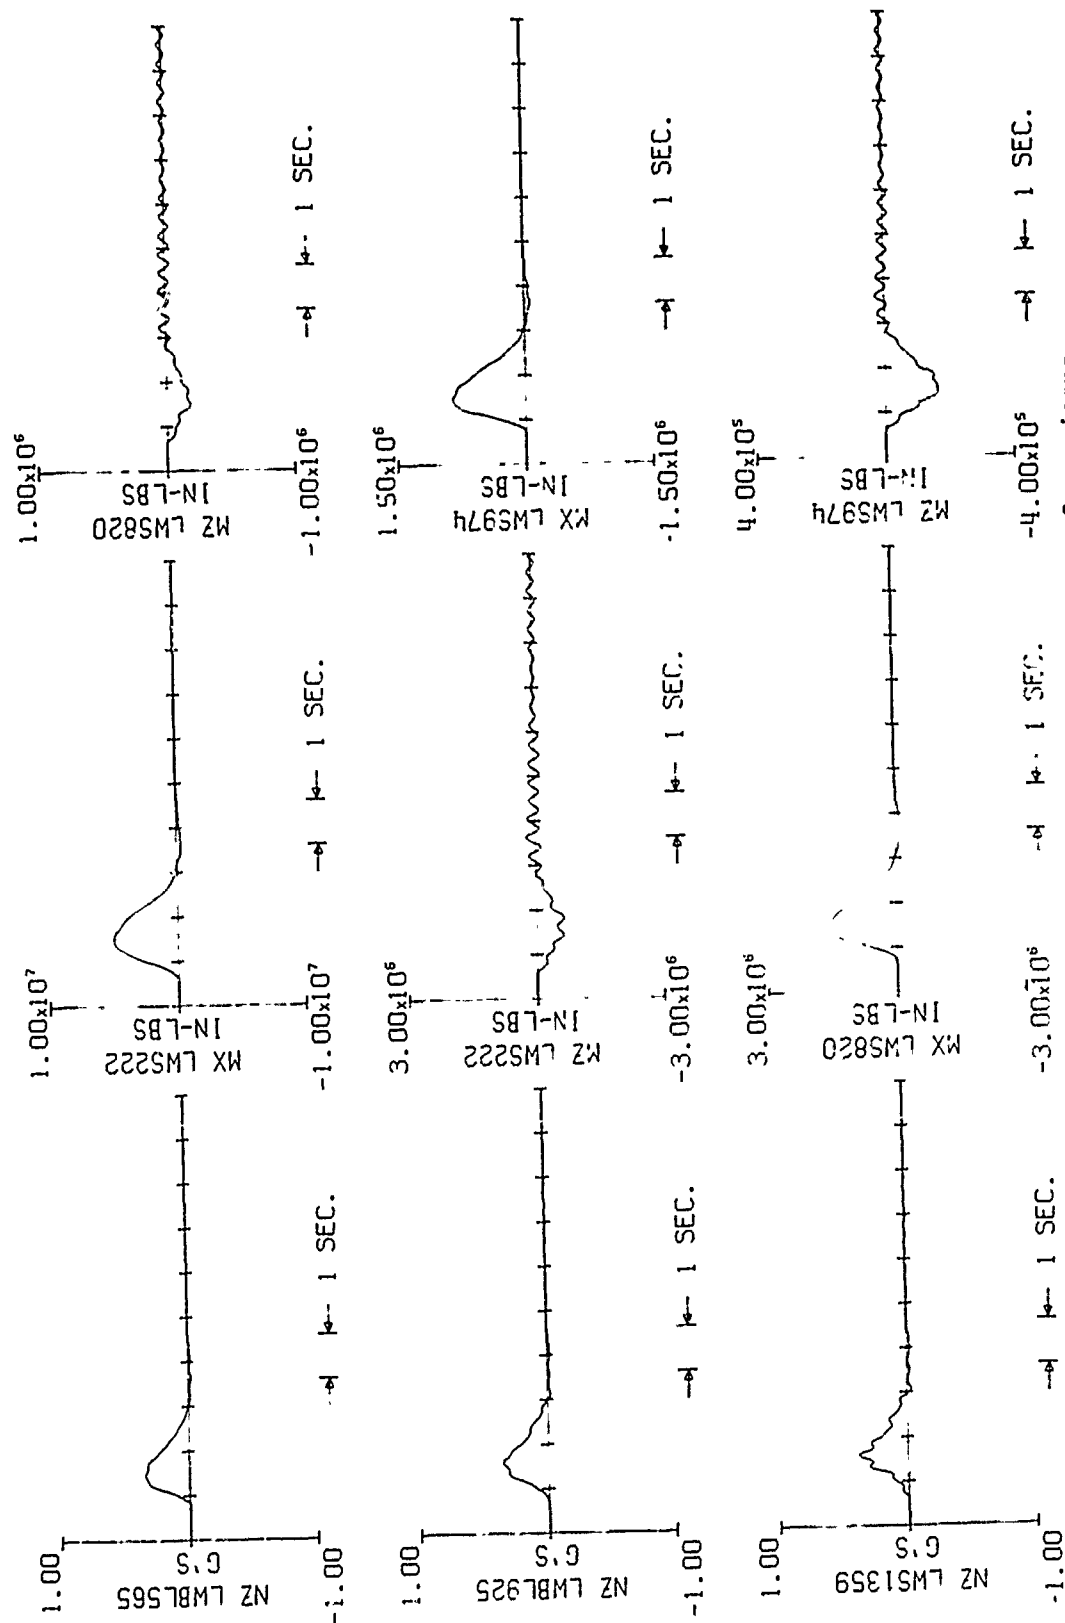 1.00
NZ LWBL565
G'S
-1.00
1 SEC.
1.00x10⁷
MX LWS222
IN-LBS
-1.00x10⁷
1 SEC.
1.00x10⁶
MZ LWS820
IN-LBS
-1.00x10⁶
1 SEC.
1.00
NZ LWBL925
G'S
-1.00
1 SEC.
3.00x10⁶
MZ LWS222
IN-LBS
-3.00x10⁶
1 SEC.
1.50x10⁶
MX LWS974
IN-LBS
-1.50x10⁶
1 SEC.
1.00
NZ LWS1359
G'S
-1.00
1 SEC.
3.00x10⁶
MX LWS820
IN-LBS
-3.00x10⁶
1 SEC.
4.00x10⁵
MZ LWS974
IN-LBS
-4.00x10⁵
1 SEC.